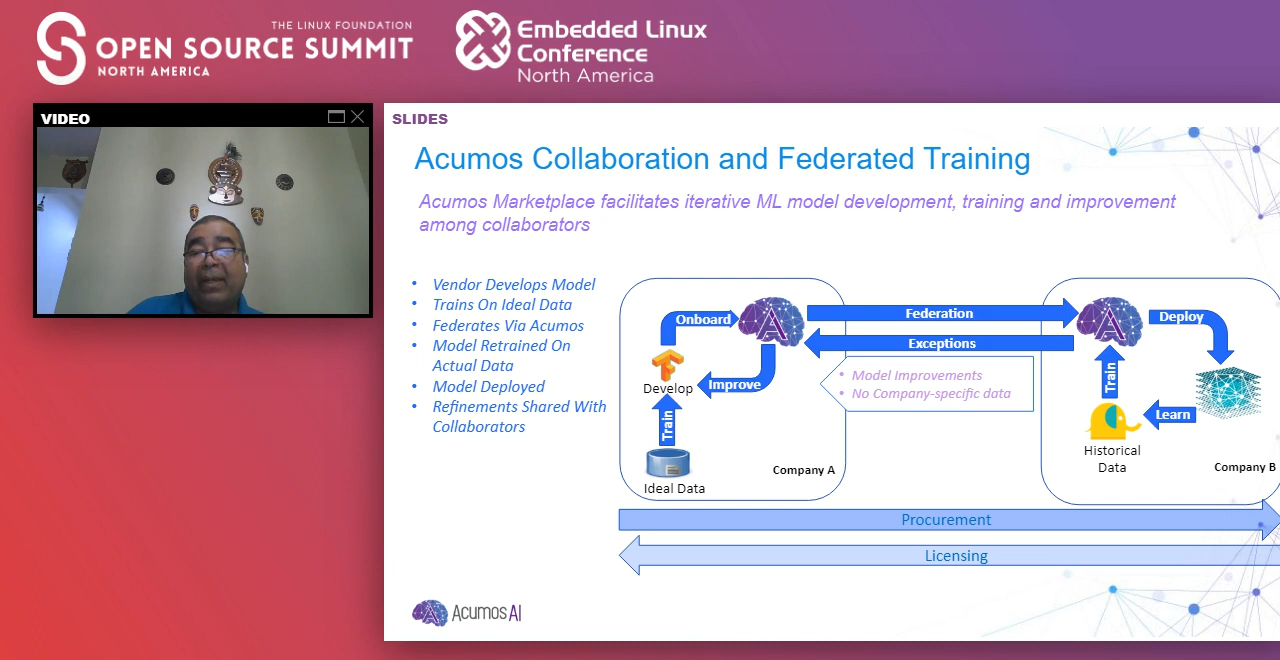 THE LINUX FOUNDATION
OPEN SOURCE SUMMIT
NORTH AMERICA
Embedded Linux
Conference
North America
VIDEO
SLIDES
Acumos Collaboration and Federated Training
Acumos Marketplace facilitates iterative ML model development, training and improvement
among collaborators
• Vendor Develops Model
• Trains On Ideal Data
• Federates Via Acumos
• Model Retrained On
Actual Data
• Model Deployed
• Refinements Shared With
Collaborators
Onboard
Develop
Improve
Train
Ideal Data
Company A
Federation
Exceptions
• Model Improvements
• No Company-specific data
Deploy
Train
Learn
Historical
Data
Company B
Procurement
Licensing
Acumos AI